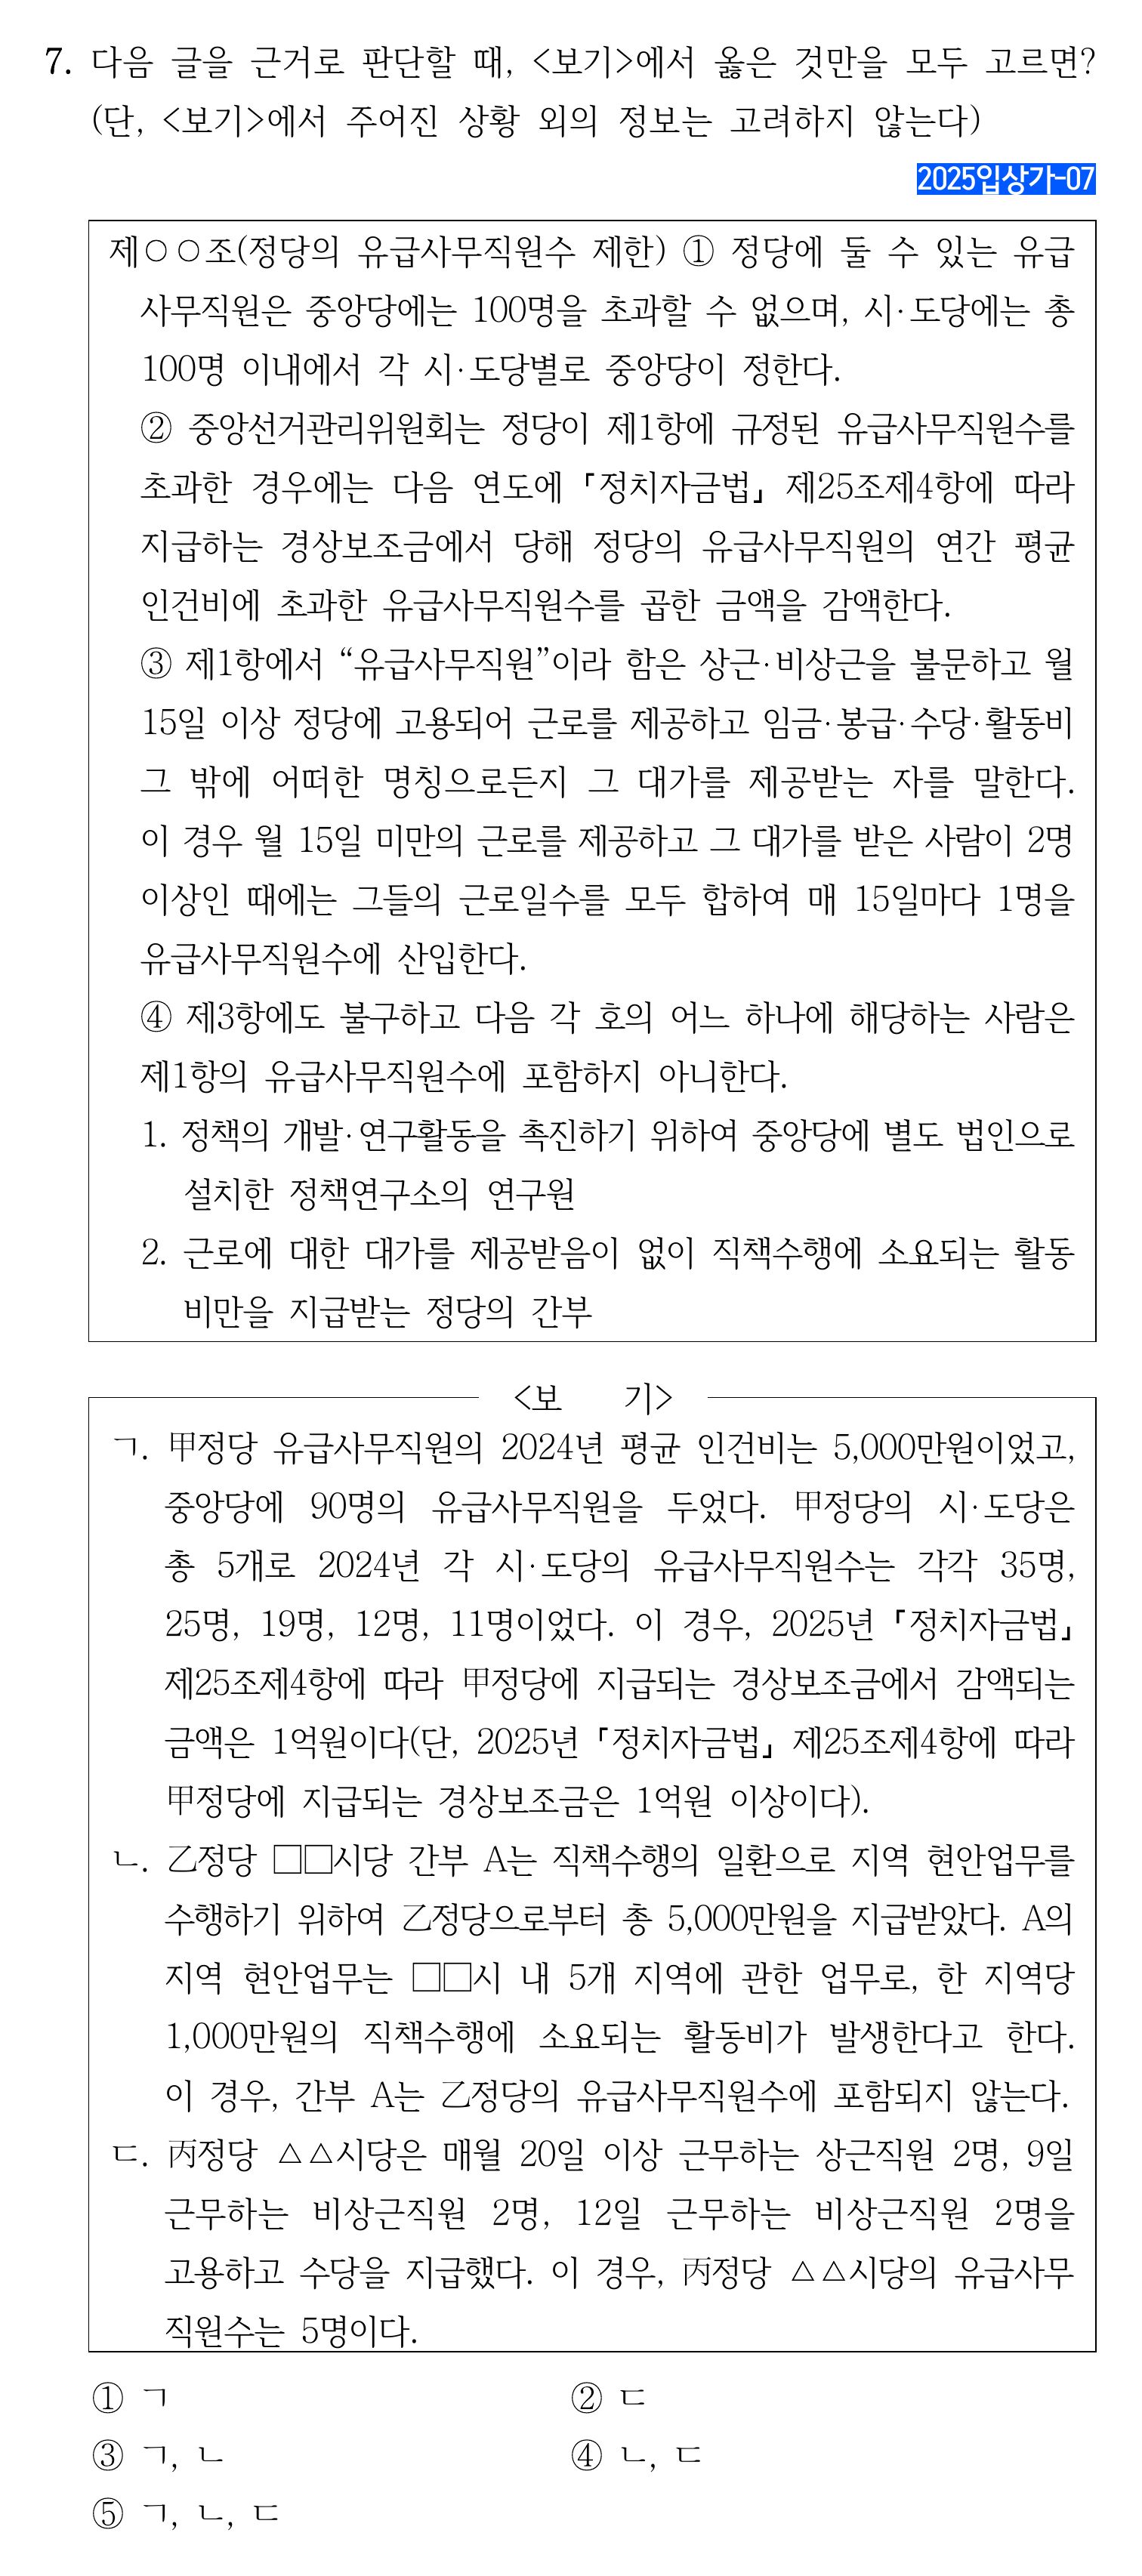 7. 다음 글을 근거로 판단할 때, <보기>에서 옳은 것만을 모두 고르면?
(단, <보기>에서 주어진 상황 외의 정보는 고려하지 않는다)
2025입상가-07
제○○조(정당의 유급사무직원수 제한) ① 정당에 둘 수 있는 유급
사무직원은 중앙당에는 100명을 초과할 수 없으며, 시·도당에는 총
100명 이내에서 각 시·도당별로 중앙당이 정한다.
② 중앙선거관리위원회는 정당이 제1항에 규정된 유급사무직원수를
초과한 경우에는 다음 연도에 「정치자금법」 제25조제4항에 따라
지급하는 경상보조금에서 당해 정당의 유급사무직원의 연간 평균
인건비에 초과한 유급사무직원수를 곱한 금액을 감액한다.
③ 제1항에서 “유급사무직원”이라 함은 상근·비상근을 불문하고 월
15일 이상 정당에 고용되어 근로를 제공하고 임금·봉급·수당·활동비
그 밖에 어떠한 명칭으로든지 그 대가를 제공받는 자를 말한다.
이 경우 월 15일 미만의 근로를 제공하고 그 대가를 받은 사람이 2명
이상인 때에는 그들의 근로일수를 모두 합하여 매 15일마다 1명을
유급사무직원수에 산입한다.
④ 제3항에도 불구하고 다음 각 호의 어느 하나에 해당하는 사람은
제1항의 유급사무직원수에 포함하지 아니한다.
1. 정책의 개발·연구활동을 촉진하기 위하여 중앙당에 별도 법인으로
설치한 정책연구소의 연구원
2. 근로에 대한 대가를 제공받음이 없이 직책수행에 소요되는 활동
비만을 지급받는 정당의 간부
<보 기>
ㄱ. 甲정당 유급사무직원의 2024년 평균 인건비는 5,000만원이었고,
중앙당에 90명의 유급사무직원을 두었다. 甲정당의 시·도당은
총 5개로 2024년 각 시·도당의 유급사무직원수는 각각 35명,
25명, 19명, 12명, 11명이었다. 이 경우, 2025년 「정치자금법」
제25조제4항에 따라 甲정당에 지급되는 경상보조금에서 감액되는
금액은 1억원이다(단, 2025년 「정치자금법」 제25조제4항에 따라
甲정당에 지급되는 경상보조금은 1억원 이상이다).
ㄴ. 乙정당 □□시당 간부 A는 직책수행의 일환으로 지역 현안업무를
수행하기 위하여 乙정당으로부터 총 5,000만원을 지급받았다. A의
지역 현안업무는 □□시 내 5개 지역에 관한 업무로, 한 지역당
1,000만원의 직책수행에 소요되는 활동비가 발생한다고 한다.
이 경우, 간부 A는 乙정당의 유급사무직원수에 포함되지 않는다.
ㄷ. 丙정당 △△시당은 매월 20일 이상 근무하는 상근직원 2명, 9일
근무하는 비상근직원 2명, 12일 근무하는 비상근직원 2명을
고용하고 수당을 지급했다. 이 경우, 丙정당 △△시당의 유급사무
직원수는 5명이다.
① ㄱ ② ㄷ
③ ㄱ, ㄴ ④ ㄴ, ㄷ
⑤ ㄱ, ㄴ, ㄷ